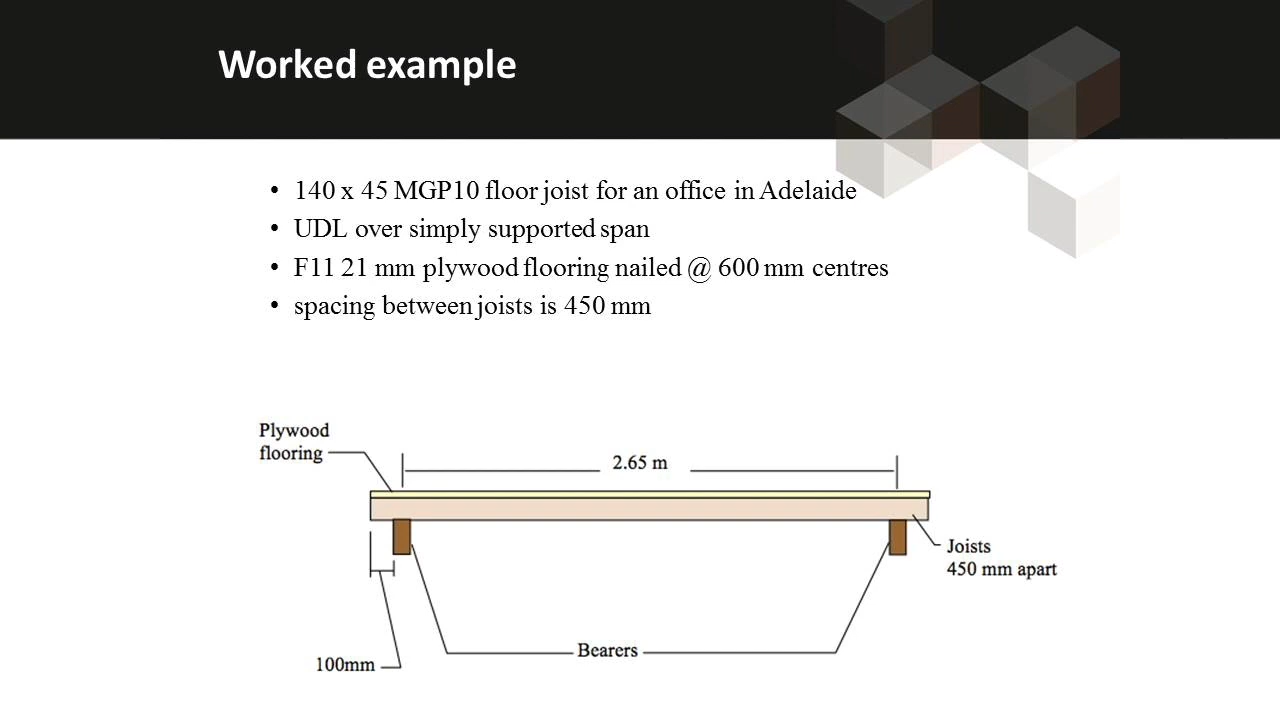 Worked example
• 140 x 45 MGP10 floor joist for an office in Adelaide
• UDL over simply supported span
• F11 21 mm plywood flooring nailed @ 600 mm centres
• spacing between joists is 450 mm
Plywood
flooring
2.65 m
Joists
450 mm apart
Bearers
100mm